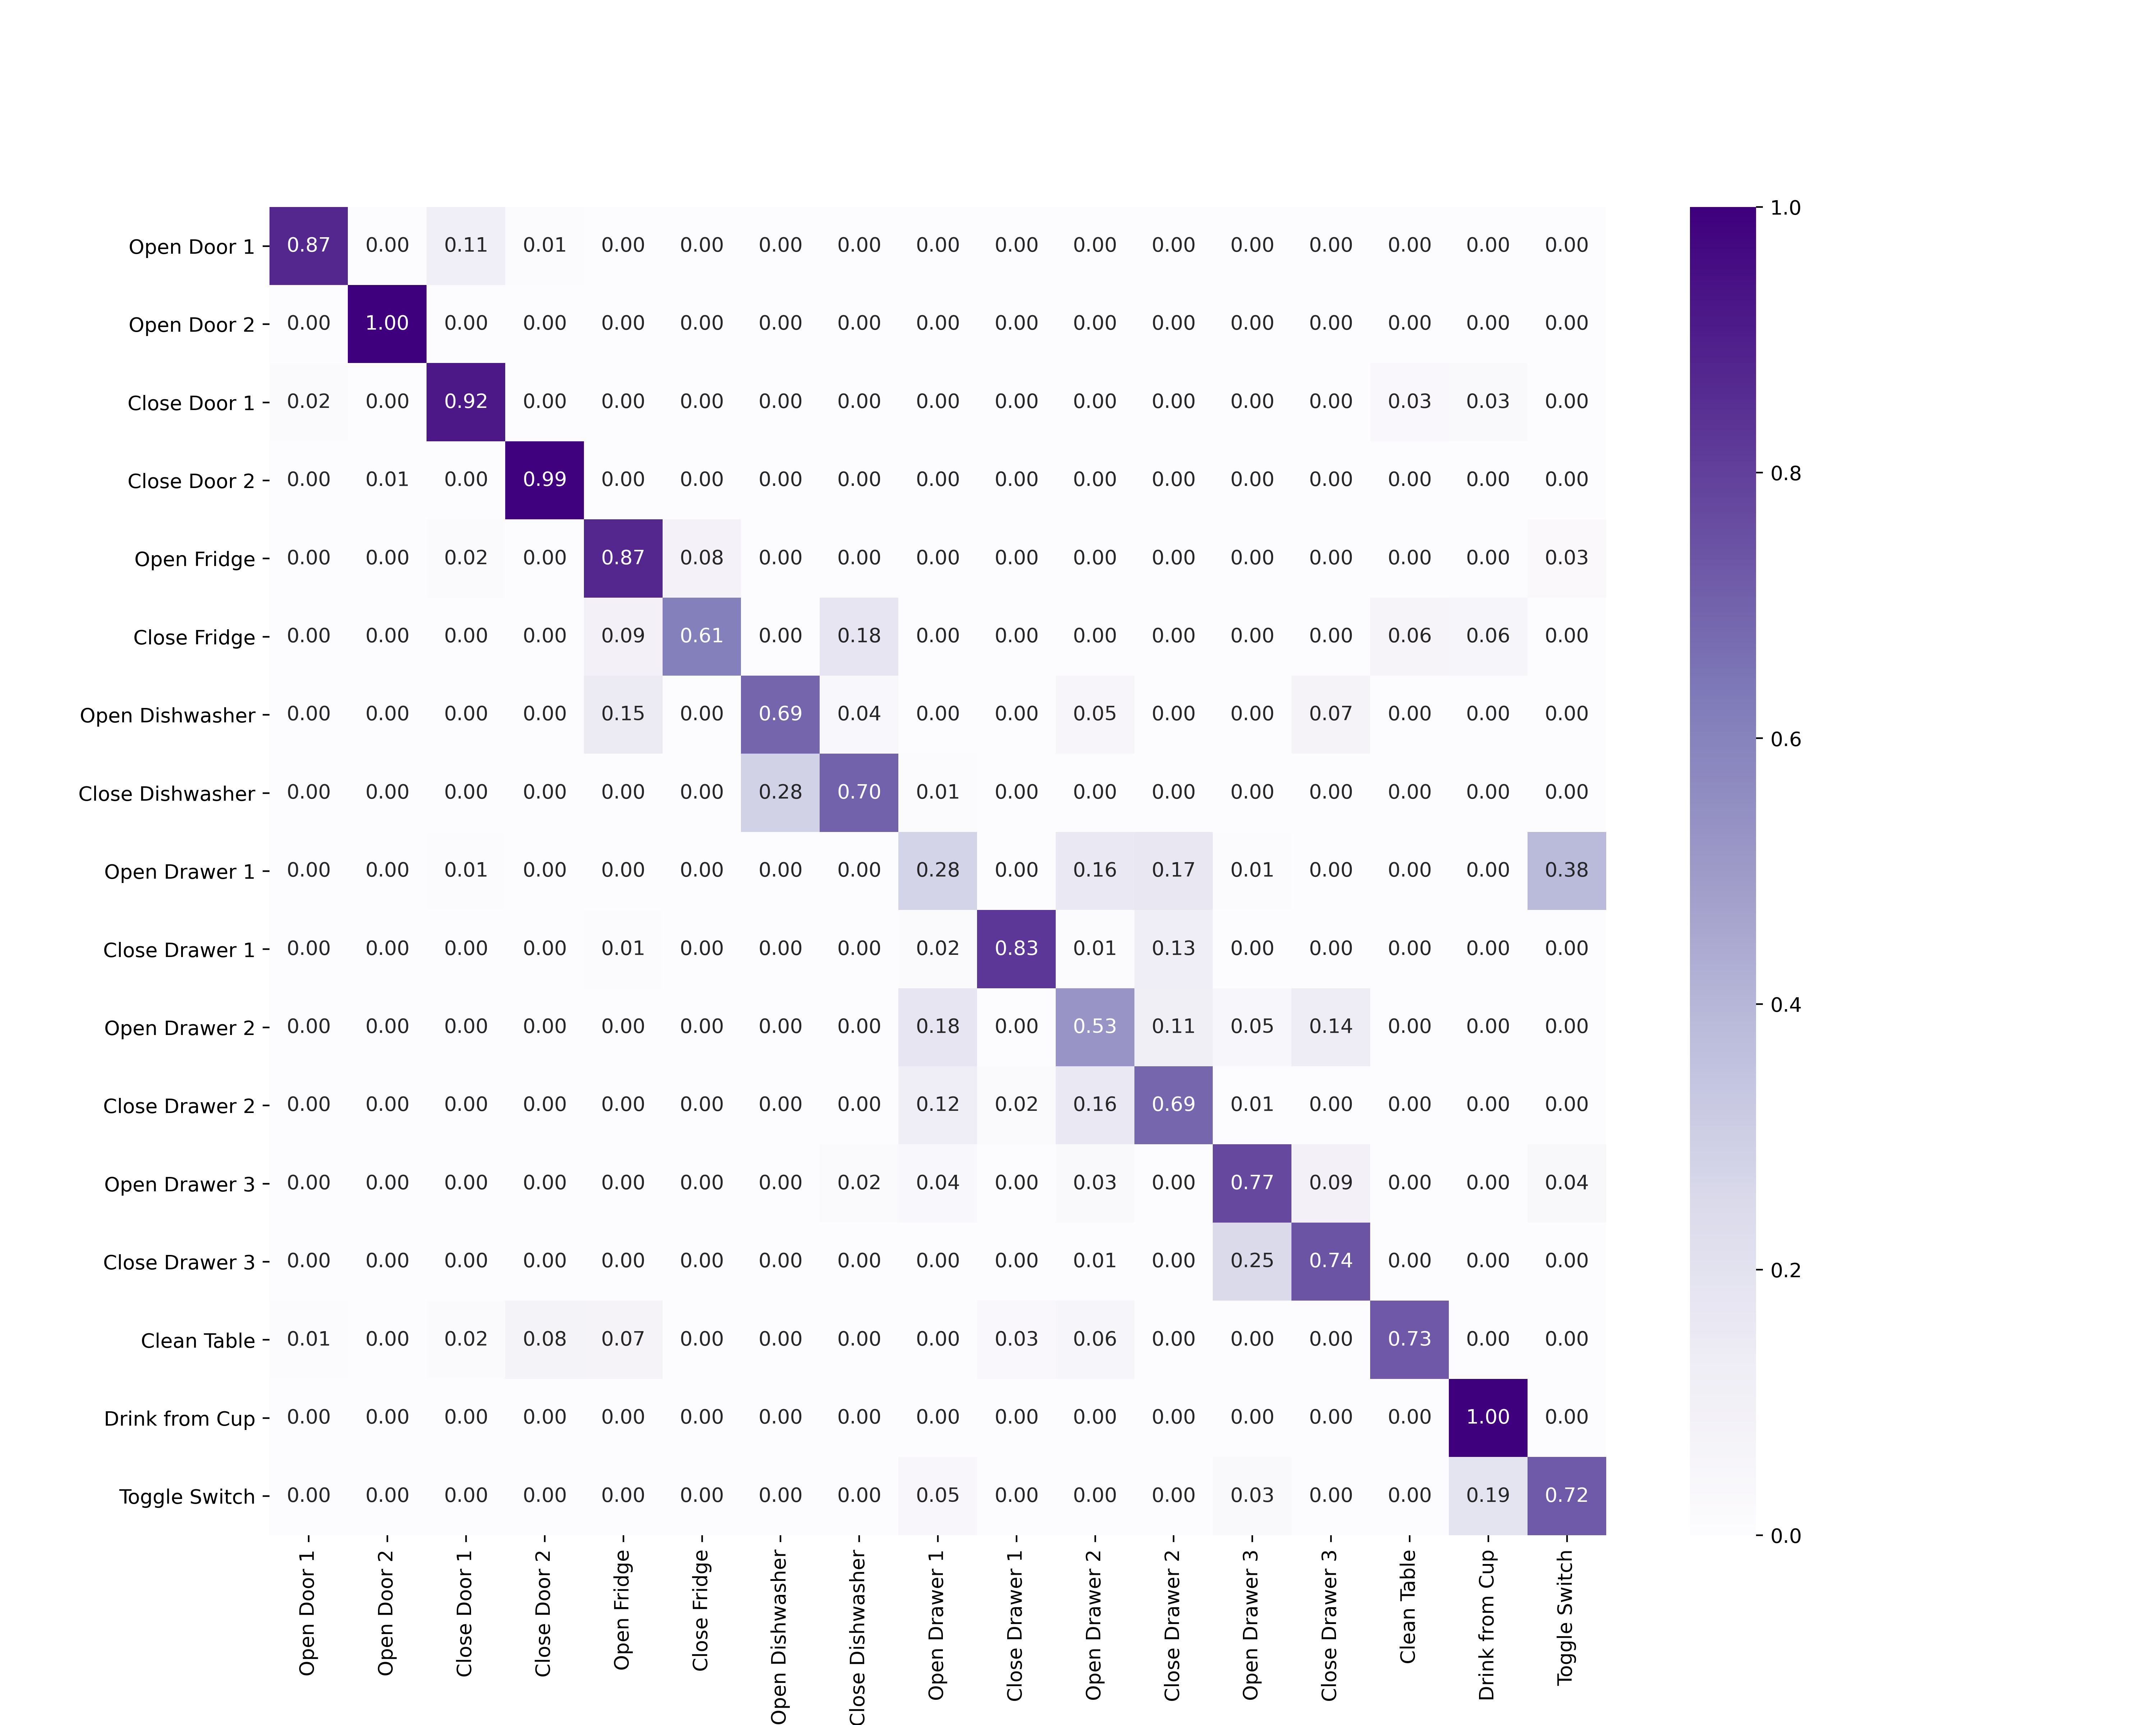 Open Door 1 0.87 0.00 0.11 0.01 0.00 0.00 0.00 0.00 0.00 0.00 0.00 0.00 0.00 0.00 0.00 0.00 0.00
Open Door 2 0.00 1.00 0.00 0.00 0.00 0.00 0.00 0.00 0.00 0.00 0.00 0.00 0.00 0.00 0.00 0.00 0.00
Close Door 1 0.02 0.00 0.92 0.00 0.00 0.00 0.00 0.00 0.00 0.00 0.00 0.00 0.00 0.00 0.03 0.03 0.00
Close Door 2 0.00 0.01 0.00 0.99 0.00 0.00 0.00 0.00 0.00 0.00 0.00 0.00 0.00 0.00 0.00 0.00 0.00
Open Fridge 0.00 0.00 0.02 0.00 0.87 0.08 0.00 0.00 0.00 0.00 0.00 0.00 0.00 0.00 0.00 0.00 0.03
Close Fridge 0.00 0.00 0.00 0.00 0.09 0.61 0.00 0.18 0.00 0.00 0.00 0.00 0.00 0.00 0.06 0.06 0.00
Open Dishwasher 0.00 0.00 0.00 0.00 0.15 0.00 0.69 0.04 0.00 0.00 0.05 0.00 0.00 0.07 0.00 0.00 0.00
Close Dishwasher 0.00 0.00 0.00 0.00 0.00 0.00 0.28 0.70 0.01 0.00 0.00 0.00 0.00 0.00 0.00 0.00 0.00
Open Drawer 1 0.00 0.00 0.01 0.00 0.00 0.00 0.00 0.00 0.28 0.00 0.16 0.17 0.01 0.00 0.00 0.00 0.38
Close Drawer 1 0.00 0.00 0.00 0.00 0.01 0.00 0.00 0.00 0.02 0.83 0.01 0.13 0.00 0.00 0.00 0.00 0.00
Open Drawer 2 0.00 0.00 0.00 0.00 0.00 0.00 0.00 0.00 0.18 0.00 0.53 0.11 0.05 0.14 0.00 0.00 0.00
Close Drawer 2 0.00 0.00 0.00 0.00 0.00 0.00 0.00 0.00 0.12 0.02 0.16 0.69 0.01 0.00 0.00 0.00 0.00
Open Drawer 3 0.00 0.00 0.00 0.00 0.00 0.00 0.00 0.02 0.04 0.00 0.03 0.00 0.77 0.09 0.00 0.00 0.04
Close Drawer 3 0.00 0.00 0.00 0.00 0.00 0.00 0.00 0.00 0.00 0.00 0.01 0.00 0.25 0.74 0.00 0.00 0.00
Clean Table 0.01 0.00 0.02 0.08 0.07 0.00 0.00 0.00 0.00 0.03 0.06 0.00 0.00 0.00 0.73 0.00 0.00
Drink from Cup 0.00 0.00 0.00 0.00 0.00 0.00 0.00 0.00 0.00 0.00 0.00 0.00 0.00 0.00 0.00 1.00 0.00
Toggle Switch 0.00 0.00 0.00 0.00 0.00 0.00 0.00 0.00 0.05 0.00 0.00 0.00 0.03 0.00 0.00 0.19 0.72
Open Door 1
Open Door 2
Close Door 1
Close Door 2
Open Fridge
Close Fridge
Open Dishwasher
Close Dishwasher
Open Drawer 1
Close Drawer 1
Open Drawer 2
Close Drawer 2
Open Drawer 3
Close Drawer 3
Clean Table
Drink from Cup
Toggle Switch
1.0
0.8
0.6
0.4
0.2
0.0